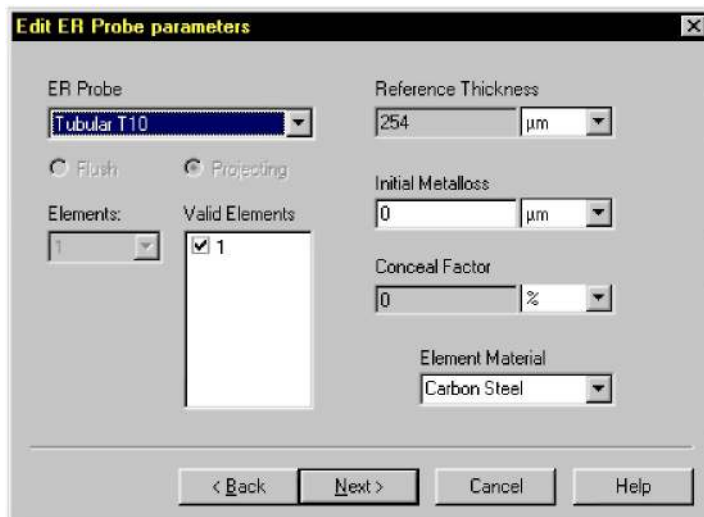 Edit ER Probe parameters
ER Probe
Tubular T10
Flush Projecting
Elements: Valid Elements
1
1
Reference Thickness
254 µm
Initial Metalloss
0 µm
Conceal Factor
0 %
Element Material
Carbon Steel
< Back Next > Cancel Help